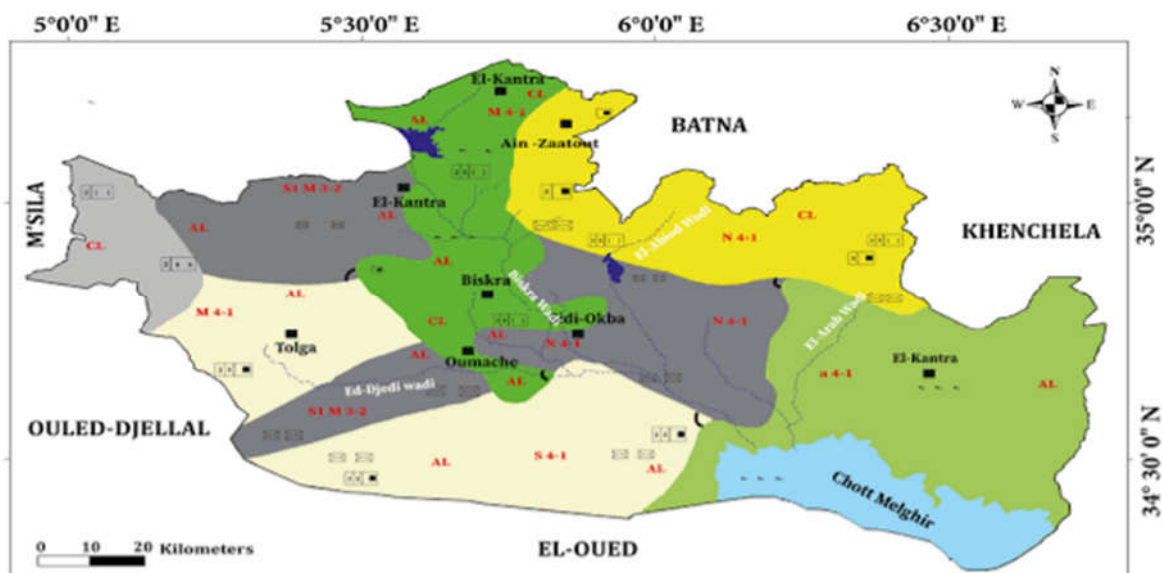 5°0'0" E
5°30'0" E
6°0'0" E
6°30'0" N
N
W E
S
El-Kantra
CL
M 4-1
AL
BATNA
Ain -Zaatout
35°0'0" N
M'SILA
S1 M 3-2
El-Kantra
AL
AL
CL
CL
El-Abiod Wadi
N 4-1
KHENCHELA
AL
AL
M 4-1
Biskra
Biskra Wadi
El-Arab Wadi
CL
edi-Okba
N 4-1
AL
N 4-1
Tolga
AL
Oumache
El-Kantra
AL
a 4-1
AL
Ed-Djedi wadi
OULED-DJELLAL
S1 M 3-2
AL
S 4-1
AL
Chott Melghir
34° 30' 0" N
0 10 20 Kilometers
EL-OUED